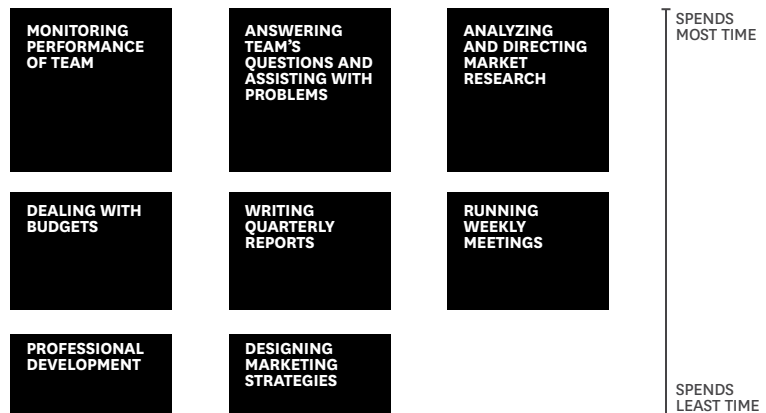 MONITORING
PERFORMANCE
OF TEAM
ANSWERING
TEAM’S
QUESTIONS AND
ASSISTING WITH
PROBLEMS
ANALYZING
AND DIRECTING
MARKET
RESEARCH
SPENDS
MOST TIME
DEALING WITH
BUDGETS
WRITING
QUARTERLY
REPORTS
RUNNING
WEEKLY
MEETINGS
PROFESSIONAL
DEVELOPMENT
DESIGNING
MARKETING
STRATEGIES
SPENDS
LEAST TIME